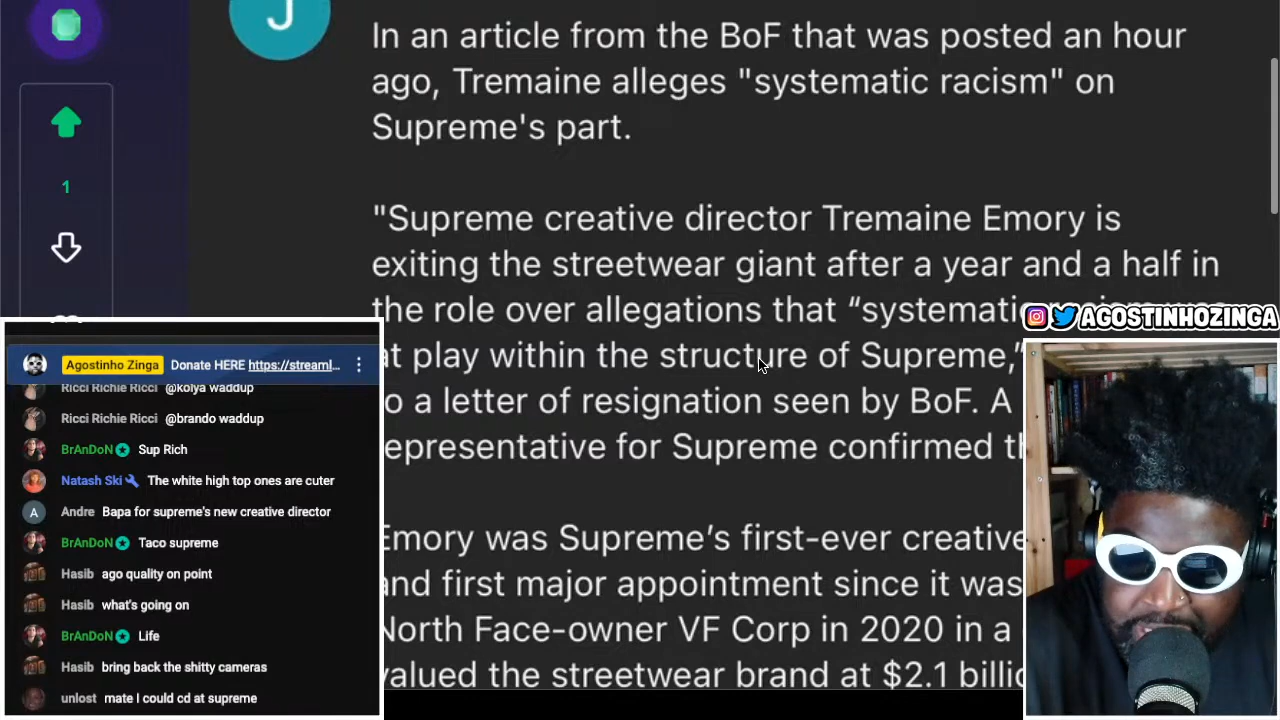 J
In an article from the BoF that was posted an hour
ago, Tremaine alleges "systematic racism" on
Supreme's part.
1
"Supreme creative director Tremaine Emory is
exiting the streetwear giant after a year and a half in
the role over allegations that “systematic
at play within the structure of Supreme,”
to a letter of resignation seen by BoF. A
representative for Supreme confirmed
Emory was Supreme’s first-ever creative
and first major appointment since it was
North Face-owner VF Corp in 2020 in a
valued the streetwear brand at $2.1
AGOSTINHOZINGA
Agostinho Zinga Donate HERE https://streaml...
Ricci Richie Ricci @kolya waddup
Ricci Richie Ricci @brando waddup
BrAnDoN Sup Rich
Natash Ski The white high top ones are cuter
A Andre Bapa for supreme's new creative director
BrAnDoN Taco supreme
Hasib ago quality on point
Hasib what's going on
BrAnDoN Life
Hasib bring back the shitty cameras
unlost mate I could cd at supreme